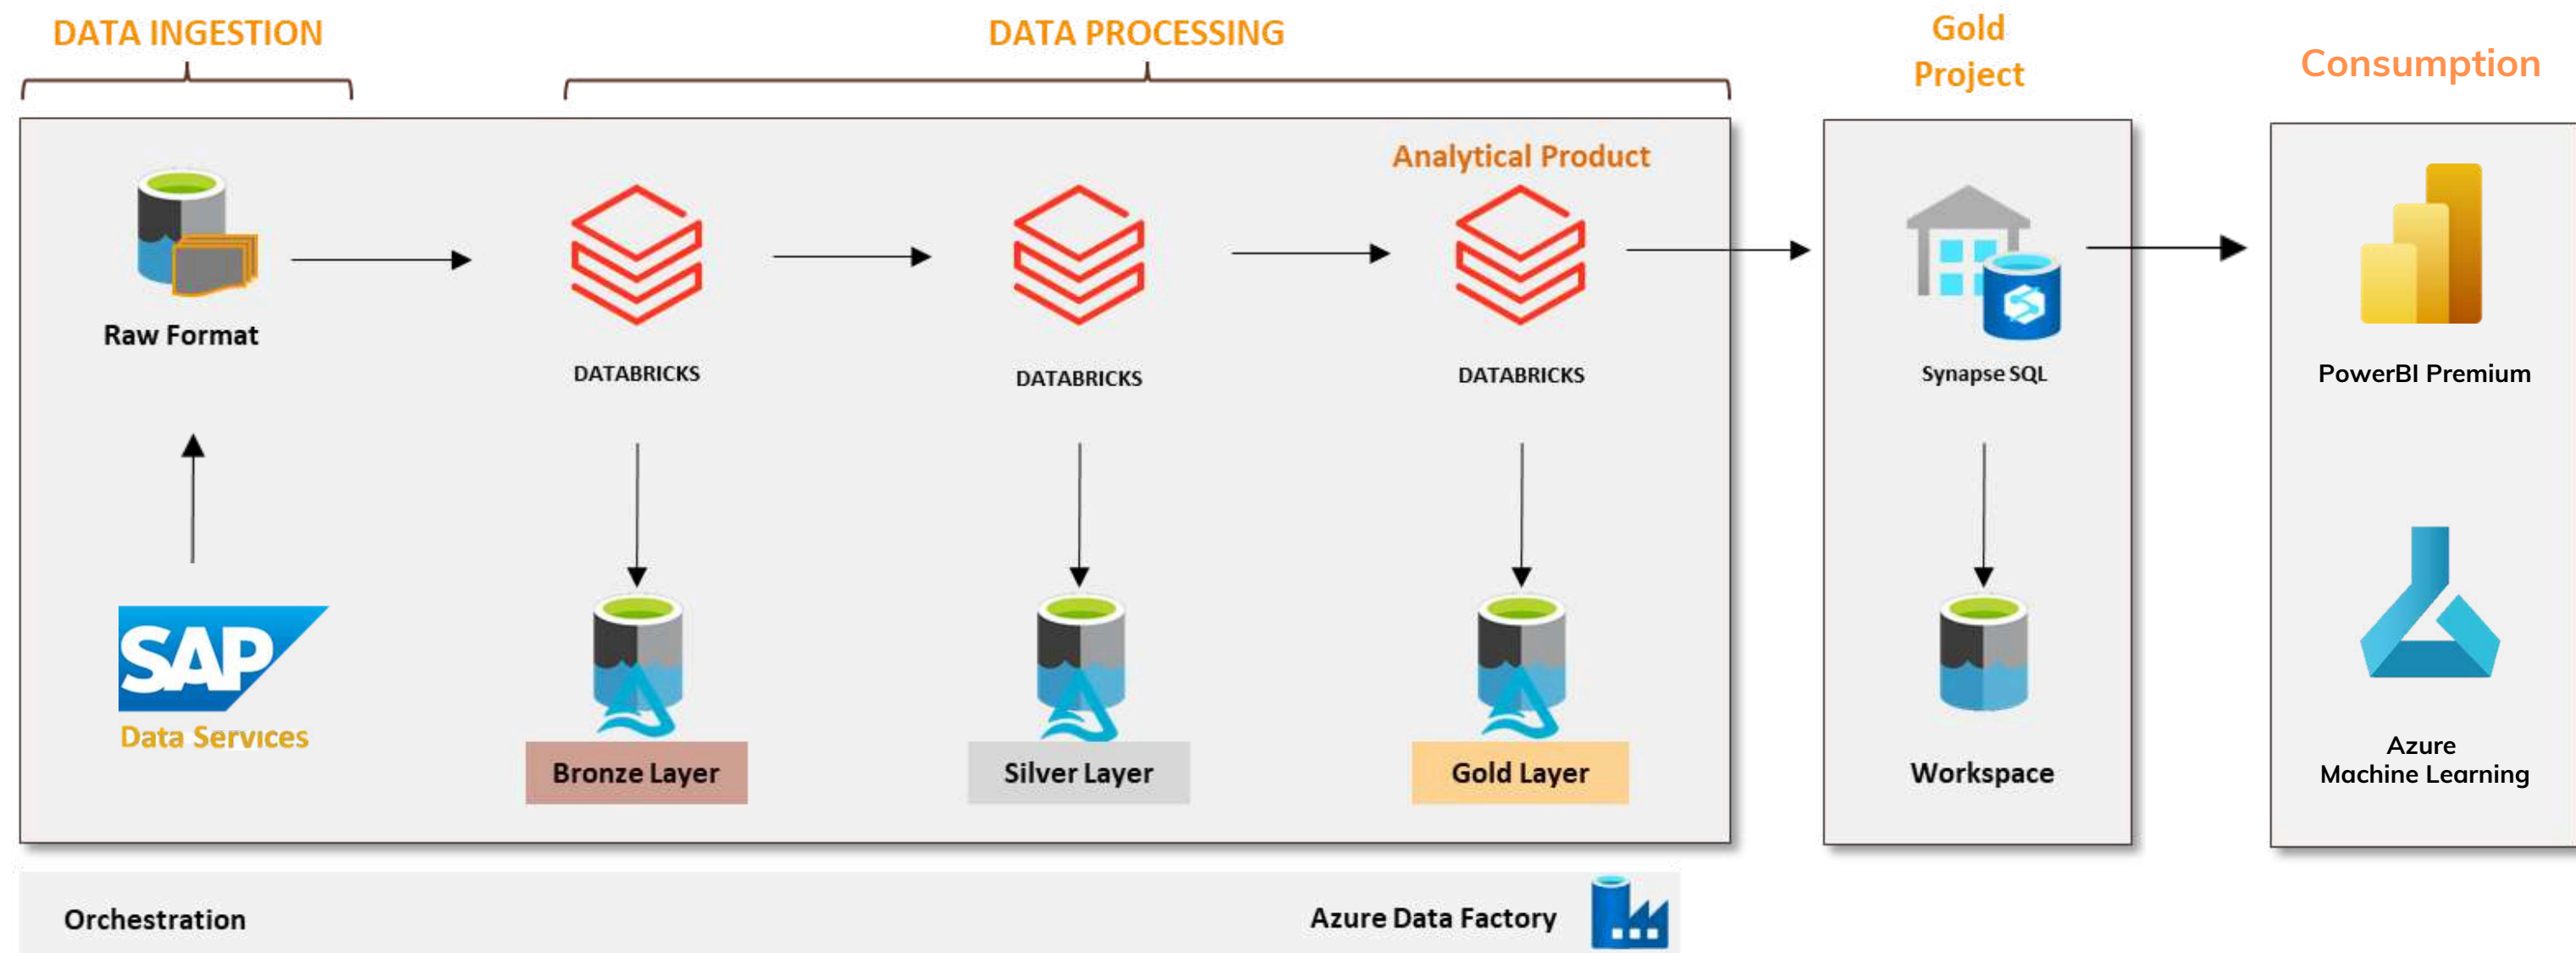 DATA INGESTION
DATA PROCESSING
Gold
Project
Consumption
Analytical Product
Raw Format
DATABRICKS
DATABRICKS
DATABRICKS
Synapse SQL
PowerBI Premium
SAP
Data Services
Bronze Layer
Silver Layer
Gold Layer
Workspace
Azure
Machine Learning
Orchestration
Azure Data Factory